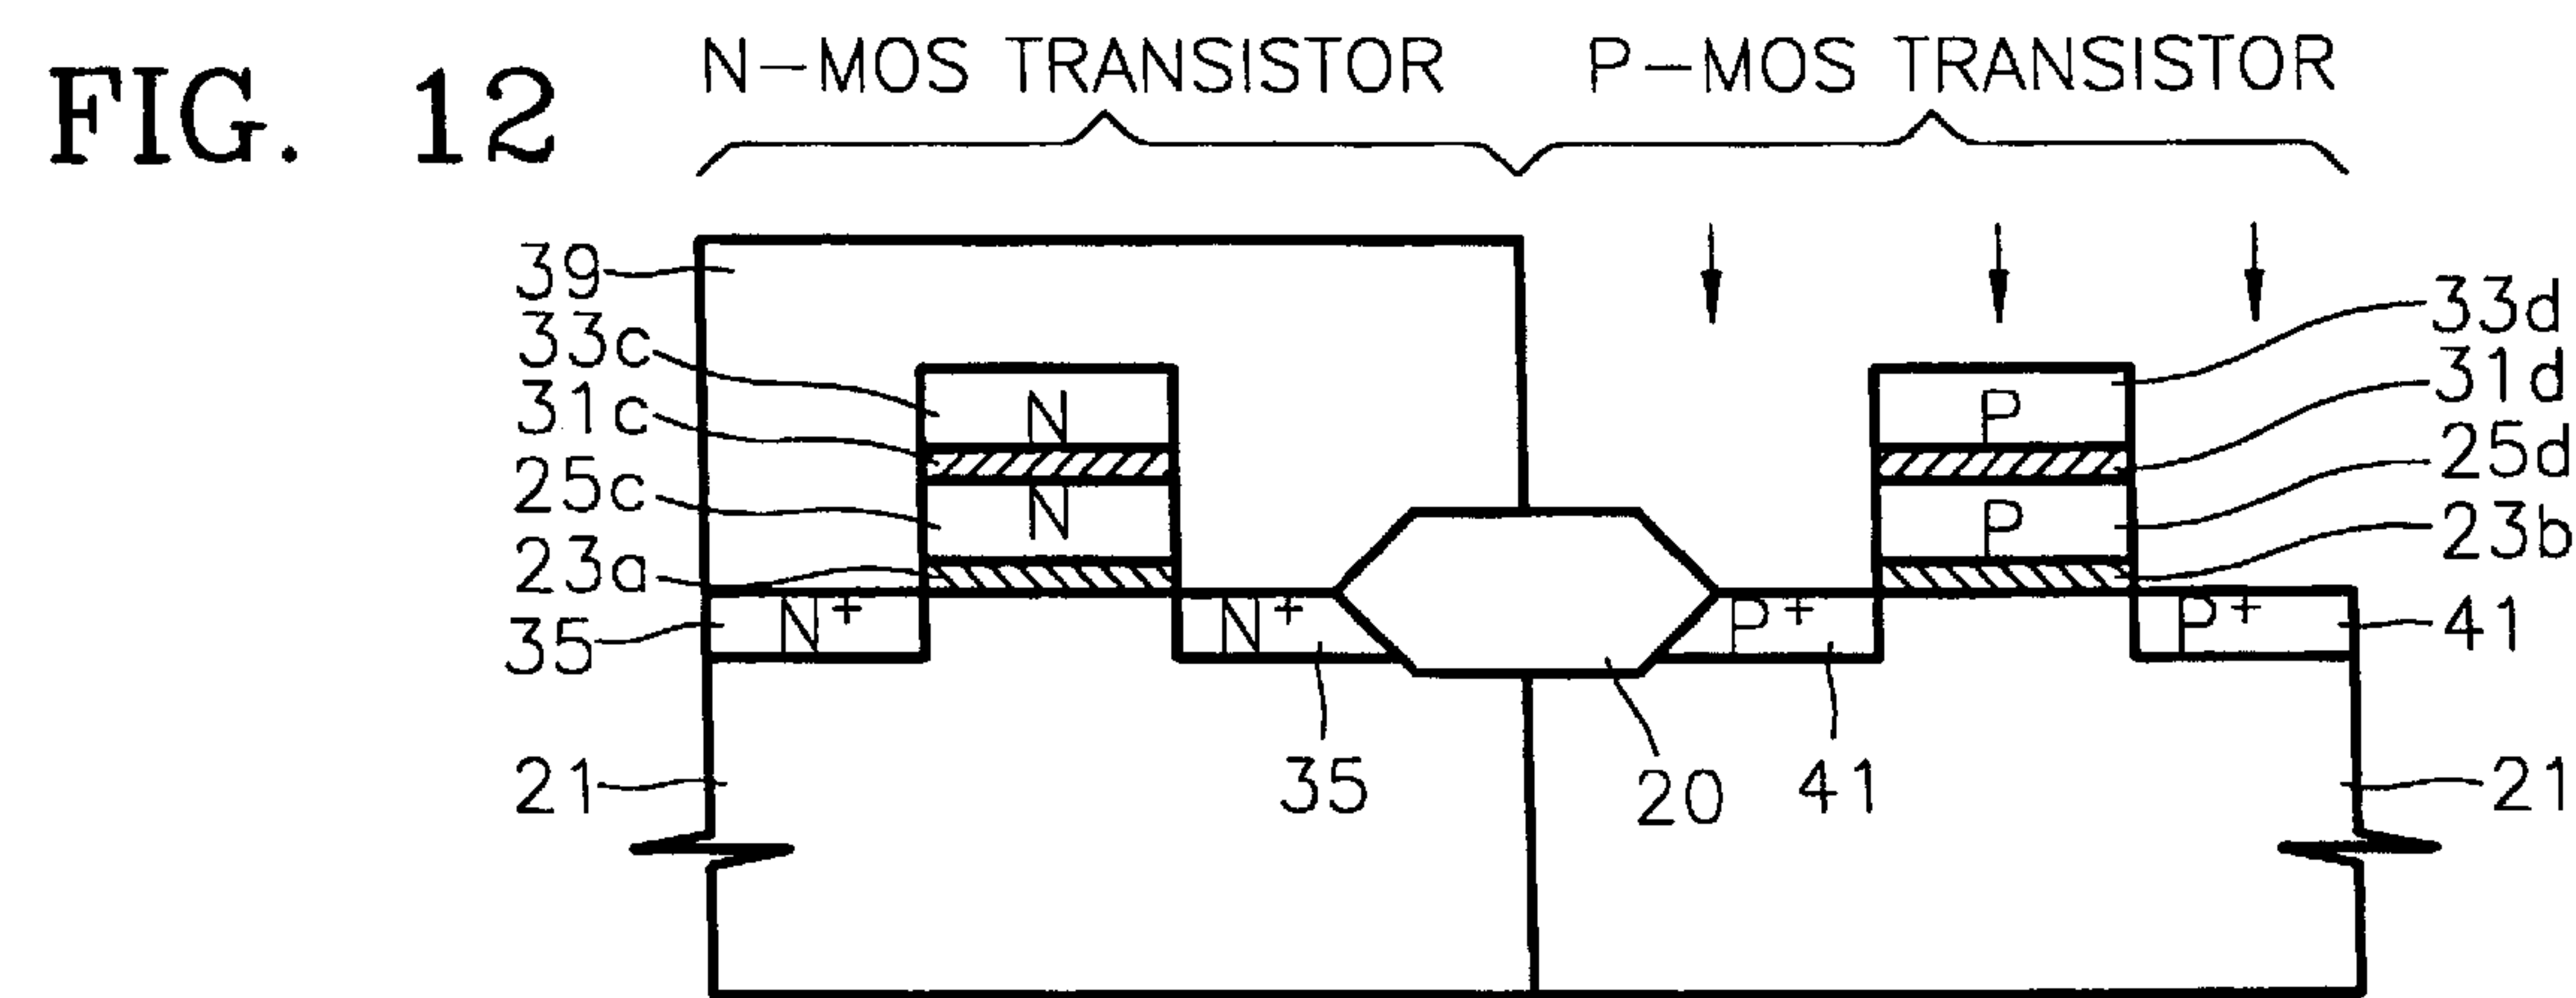 FIG. 12
N-MOS TRANSISTOR P-MOS TRANSISTOR
39
33c
31c
25c
23a
35
21
N
N
N+ N+
35
20
P
P
P+ P+
41
33d
31d
25d
23b
41
21